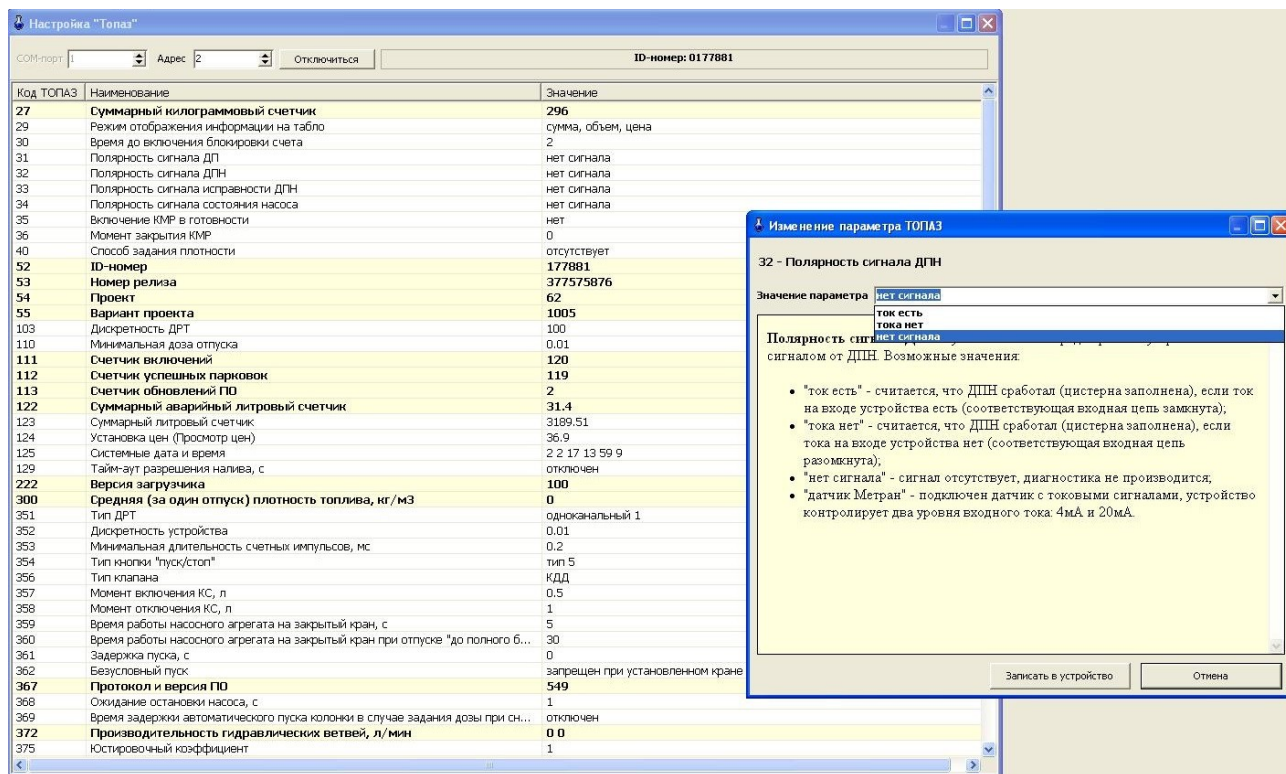 Настройка "Топаз"
COM-порт 1 Адрес 2 Отключиться ID-номер: 0177881
Код ТОПАЗ Наименование Значение
27 Суммарный килограммовый счетчик 296
29 Режим отображения информации на табло сумма, объем, цена
30 Время до включения блокировки счета 2
31 Полярность сигнала ДП нет сигнала
32 Полярность сигнала ДПН нет сигнала
33 Полярность сигнала исправности ДПН нет сигнала
34 Полярность сигнала состояния насоса нет сигнала
35 Включение КМР в готовности нет
36 Момент закрытия КМР 0
40 Способ задания плотности отсутствует
52 ID-номер 177881
53 Номер релиза 377575876
54 Проект 62
55 Вариант проекта 1005
103 Дискретность ДРТ 100
110 Минимальная доза отпуска 0.01
111 Счетчик включений 120
112 Счетчик успешных парковок 119
113 Счетчик обновлений ПО 2
122 Суммарный аварийный литровый счетчик 31.4
123 Суммарный литровый счетчик 3189.51
124 Установка цен (Просмотр цен) 36.9
125 Системные дата и время 2 2 17 13 59 9
129 Тайм-аут разрешения налива, с отключен
222 Версия загрузчика 100
300 Средняя (за один отпуск) плотность топлива, кг/м3 0
351 Тип ДРТ одноканальный 1
352 Дискретность устройства 0.01
353 Минимальная длительность счетных импульсов, мс 0.2
354 Тип кнопки "пуск/стоп" тип 5
356 Тип клапана КДД
357 Момент включения КС, л 0.5
358 Момент отключения КС, л 1
359 Время работы насосного агрегата на закрытый кран, с 5
360 Время работы насосного агрегата на закрытый кран при отпуске "до полного б... 30
361 Задержка пуска, с 0
362 Безусловный пуск запрещен при установленном кране
367 Протокол и версия ПО 549
368 Ожидание остановки насоса, с 1
369 Время задержки автоматического пуска колонки в случае задания дозы при сн... отключен
372 Производительность гидравлических ветвей, л/мин 0 0
375 Юстировочный коэффициент 1
Изменение параметра ТОПАЗ
32 - Полярность сигнала ДПН
Значение параметра нет сигнала
ток есть
тока нет
нет сигнала
Полярность
сигналом от ДПН. Возможные значения:
• "ток есть" - считается, что ДПН сработал (цистерна заполнена), если ток
на входе устройства есть (соответствующая входная цепь замкнута);
• "тока нет" - считается, что ДПН сработал (цистерна заполнена), если
тока на входе устройства нет (соответствующая входная цепь
разомкнута);
• "нет сигнала" - сигнал отсутствует, диагностика не производится;
• "датчик Метран" - подключен датчик с токовыми сигналами, устройство
контролирует два уровня входного тока: 4мА и 20мА.
Записать в устройство Отмена